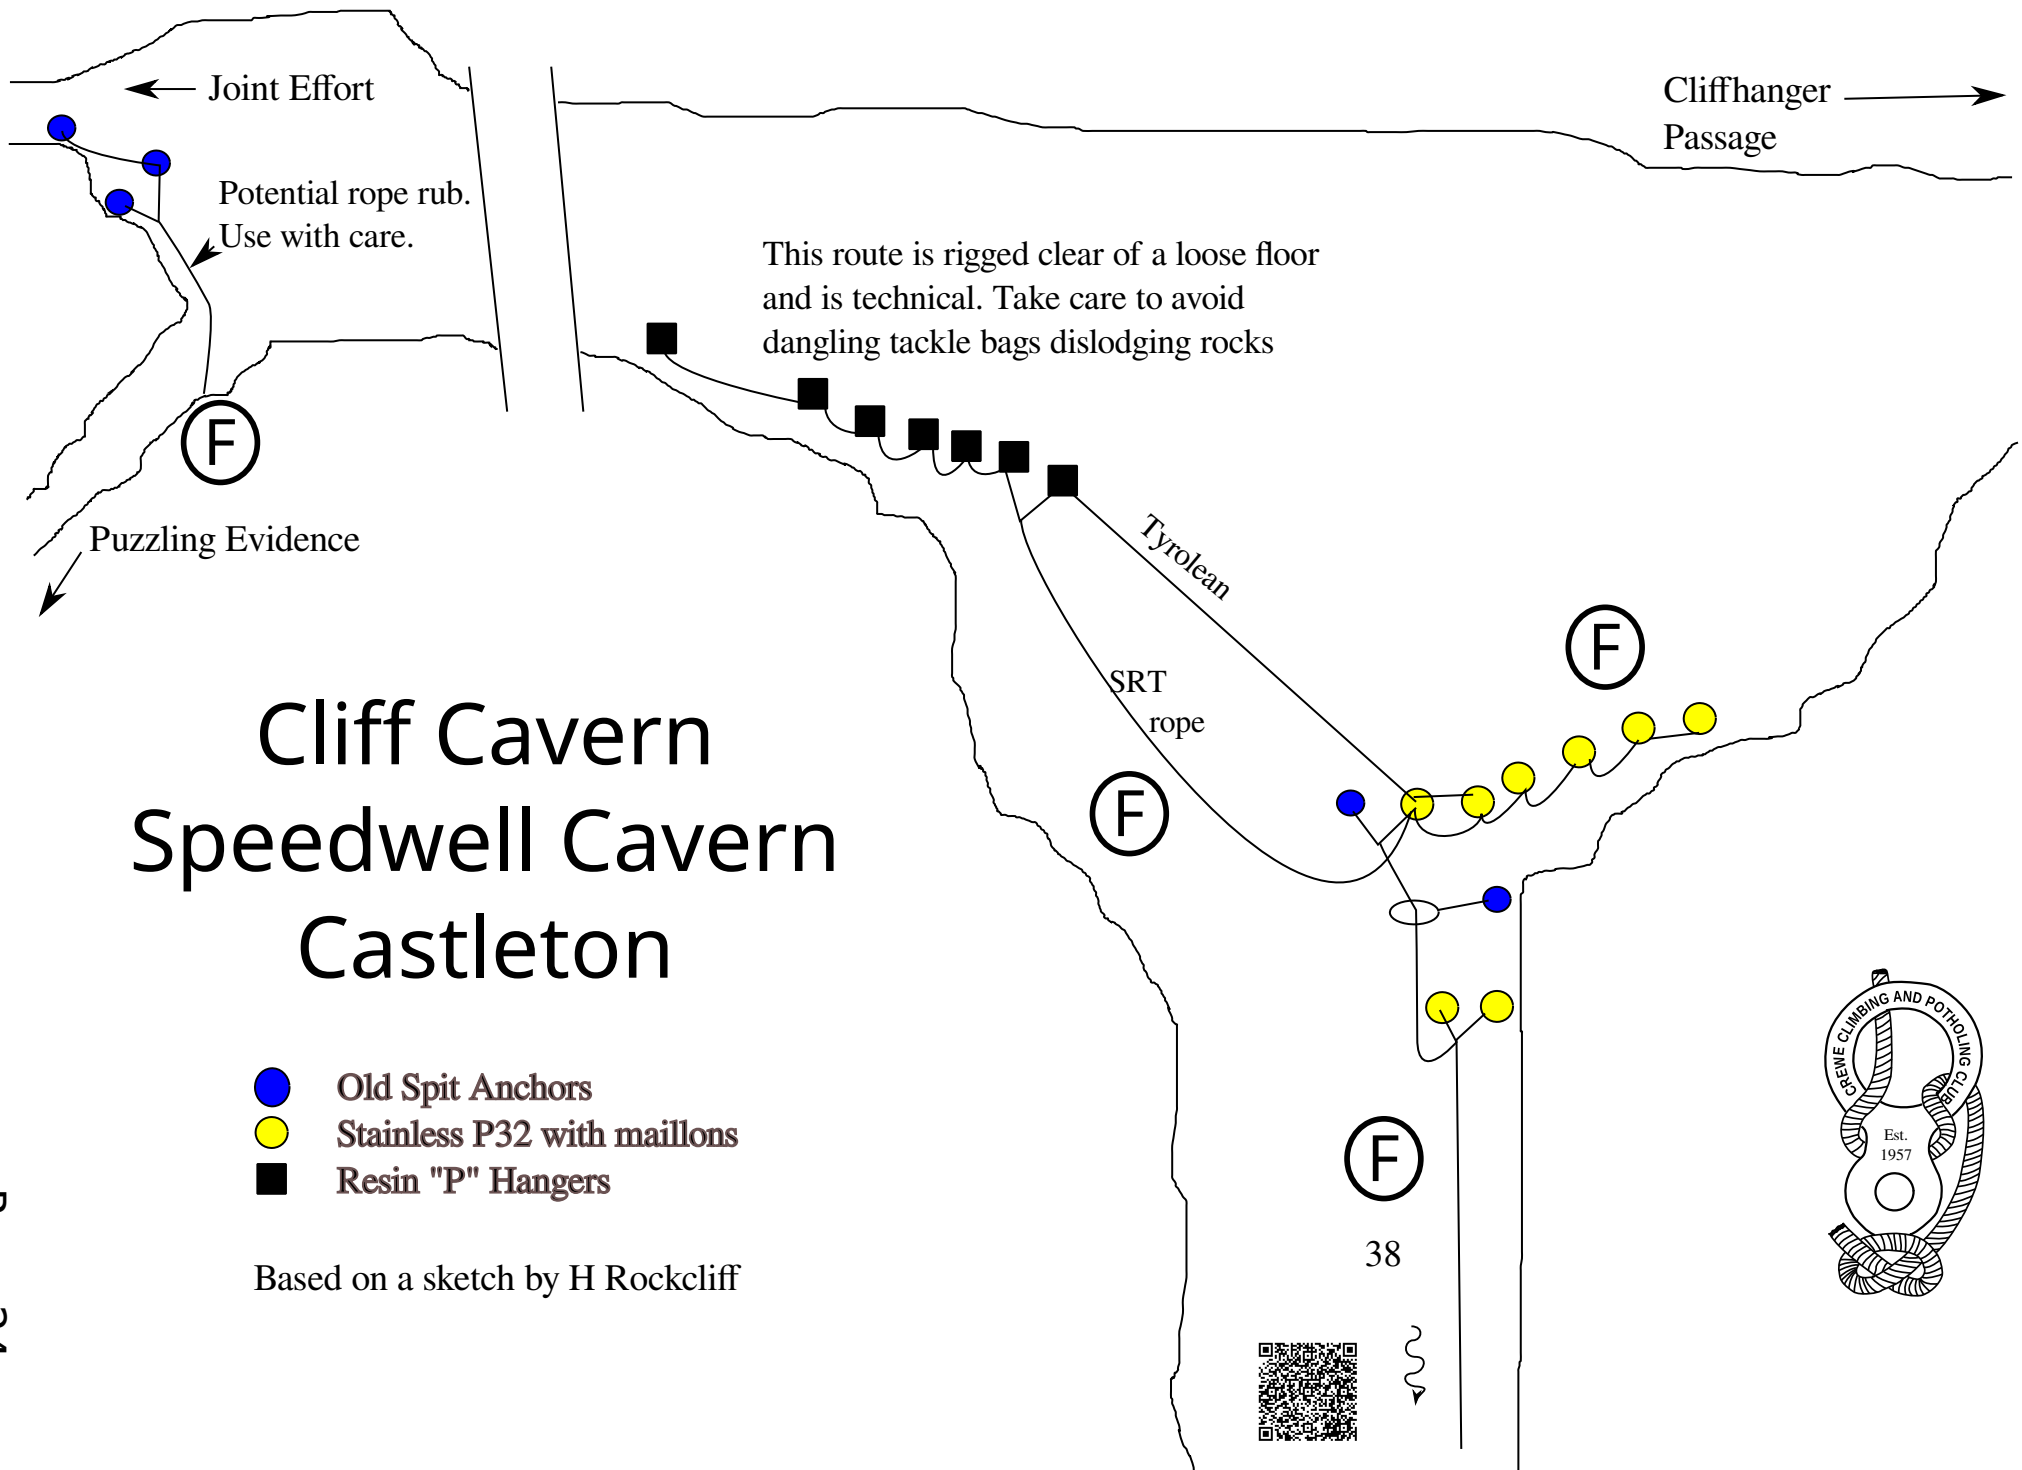 Joint Effort
Cliffhanger
Passage
Potential rope rub.
Use with care.
This route is rigged clear of a loose floor
and is technical. Take care to avoid
dangling tackle bags dislodging rocks
F
Puzzling Evidence
Tyrolean
F
SRT
rope
F
Cliff Cavern
Speedwell Cavern
Castleton
Old Spit Anchors
Stainless P32 with maillons
Resin "P" Hangers
Based on a sketch by H Rockcliff
F
38
CREWE CLIMBING AND POTHOLING CLUB
Est.
1957